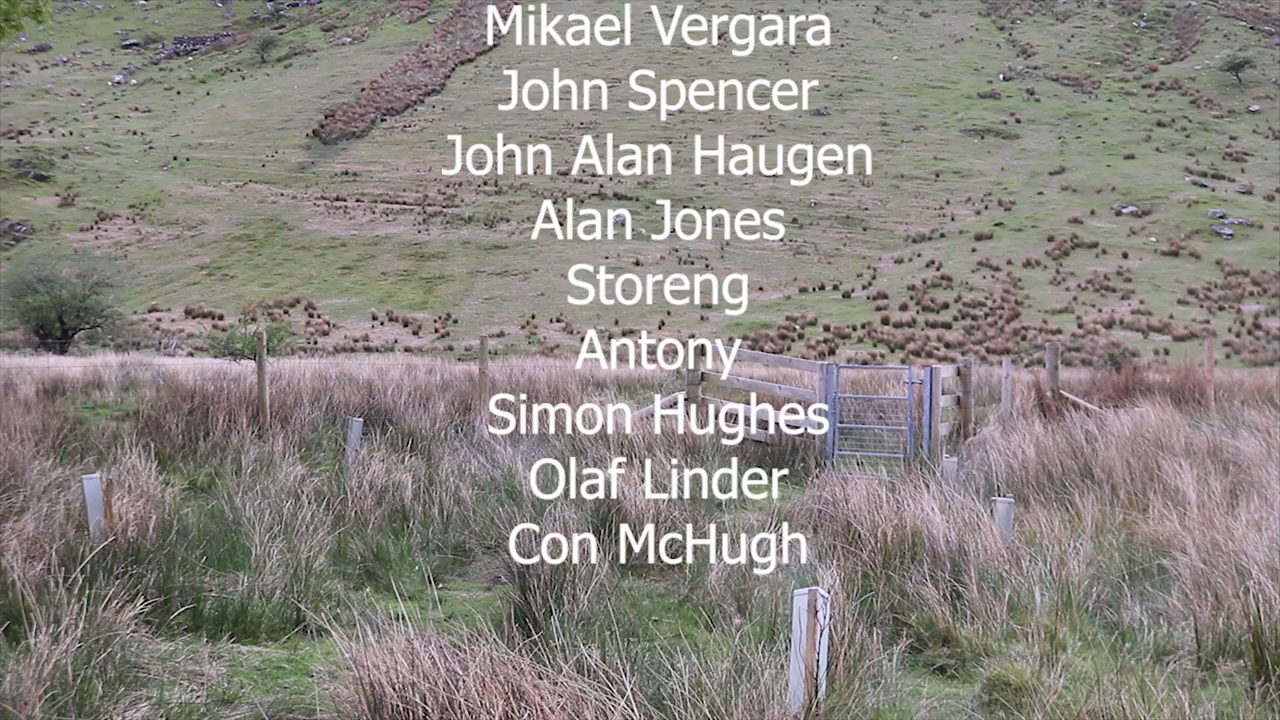 Mikael Vergara
John Spencer
John Alan Haugen
Alan Jones
Storeng
Antony
Simon Hughes
Olaf Linder
Con McHugh